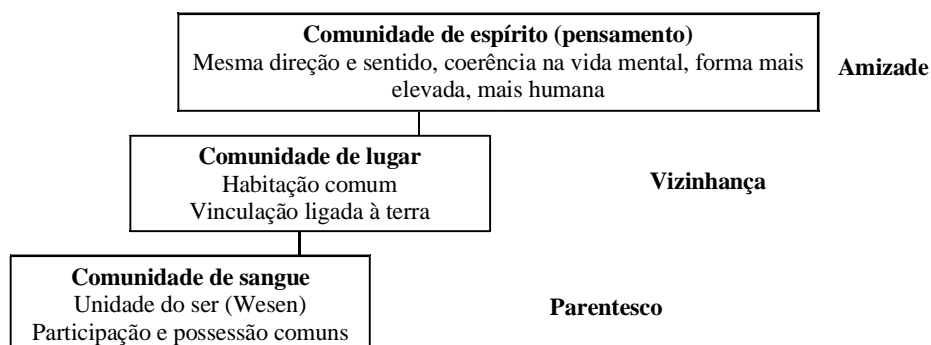 Comunidade de espírito (pensamento)
Mesma direção e sentido, coerência na vida mental, forma mais
elevada, mais humana
Amizade
Comunidade de lugar
Habitação comum
Vinculação ligada à terra
Vizinhança
Comunidade de sangue
Unidade do ser (Wesen)
Participação e possessão comuns
Parentesco